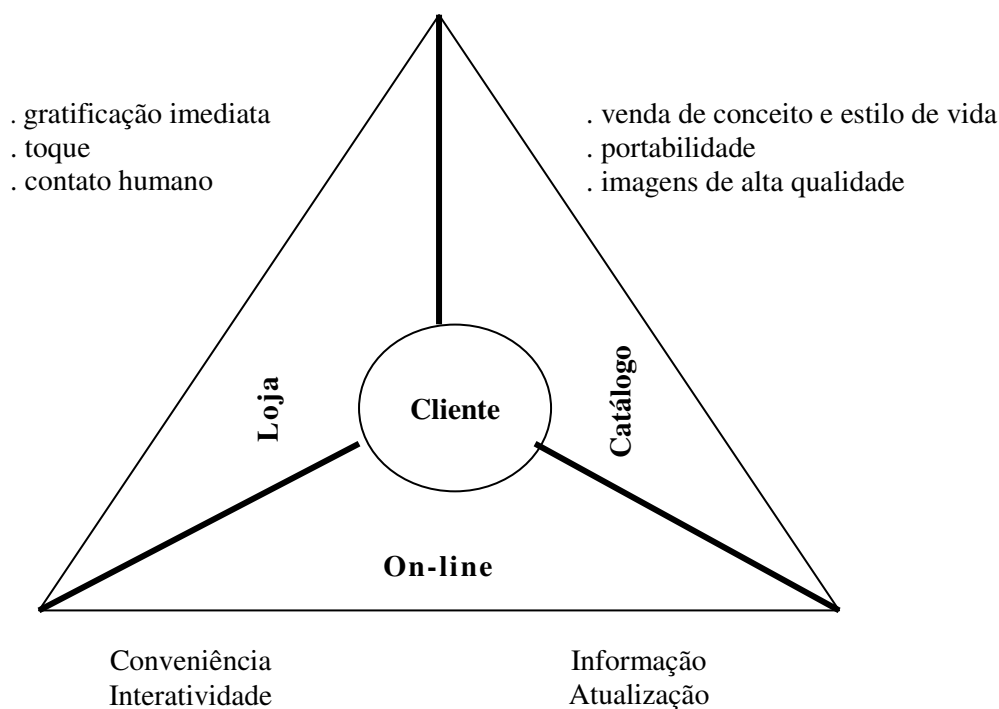 . gratificação imediata
. toque
. contato humano
. venda de conceito e estilo de vida
. portabilidade
. imagens de alta qualidade
Loja
Cliente
Catálogo
On-line
Conveniência
Interatividade
Informação
Atualização